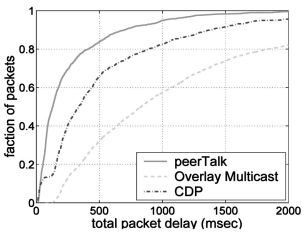 1
0.8
0.6
0.4
0.2
0
0
500
1000
1500
2000
faction of packets
total packet delay (msec)
peerTalk
Overlay Multicast
CDP